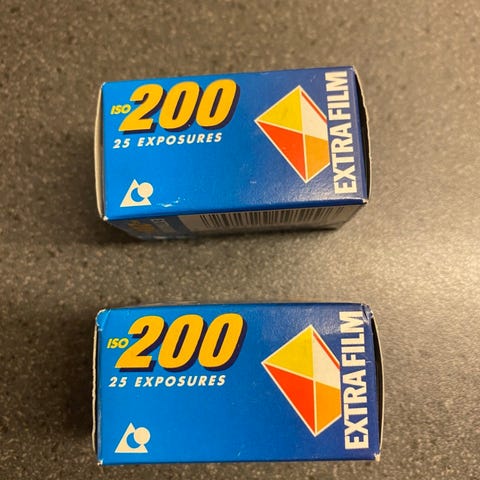 ISO 200
25 EXPOSURES
EXTRA FILM
ISO 200
25 EXPOSURES
EXTRA FILM